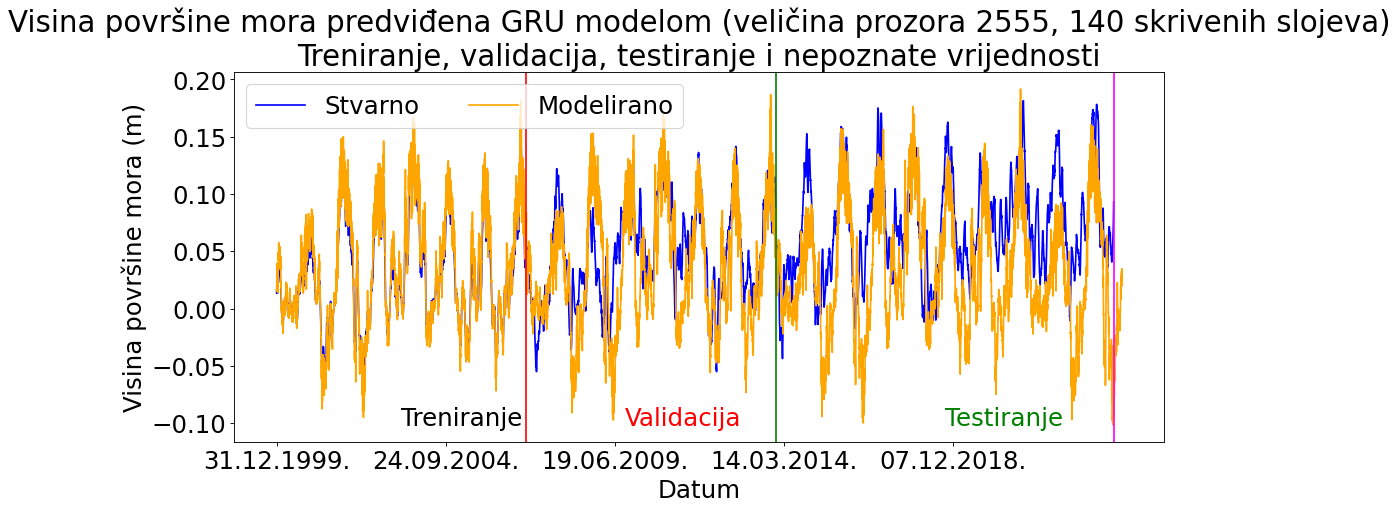 Visina površine mora predviđena GRU modelom (veličina prozora 2555, 140 skrivenih slojeva)
Treniranje, validacija, testiranje i nepoznate vrijednosti
Stvarno Modelirano
Visina površine mora (m)
0.20
0.15
0.10
0.05
0.00
−0.05
−0.10
Treniranje Validacija Testiranje
31.12.1999. 24.09.2004. 19.06.2009. 14.03.2014. 07.12.2018.
Datum